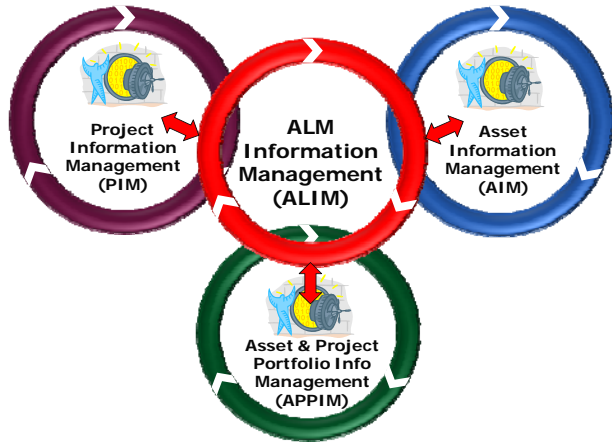 Project
Information
Management
(PIM)
ALM
Information
Management
(ALIM)
Asset
Information
Management
(AIM)
Asset & Project
Portfolio Info
Management
(APPIM)